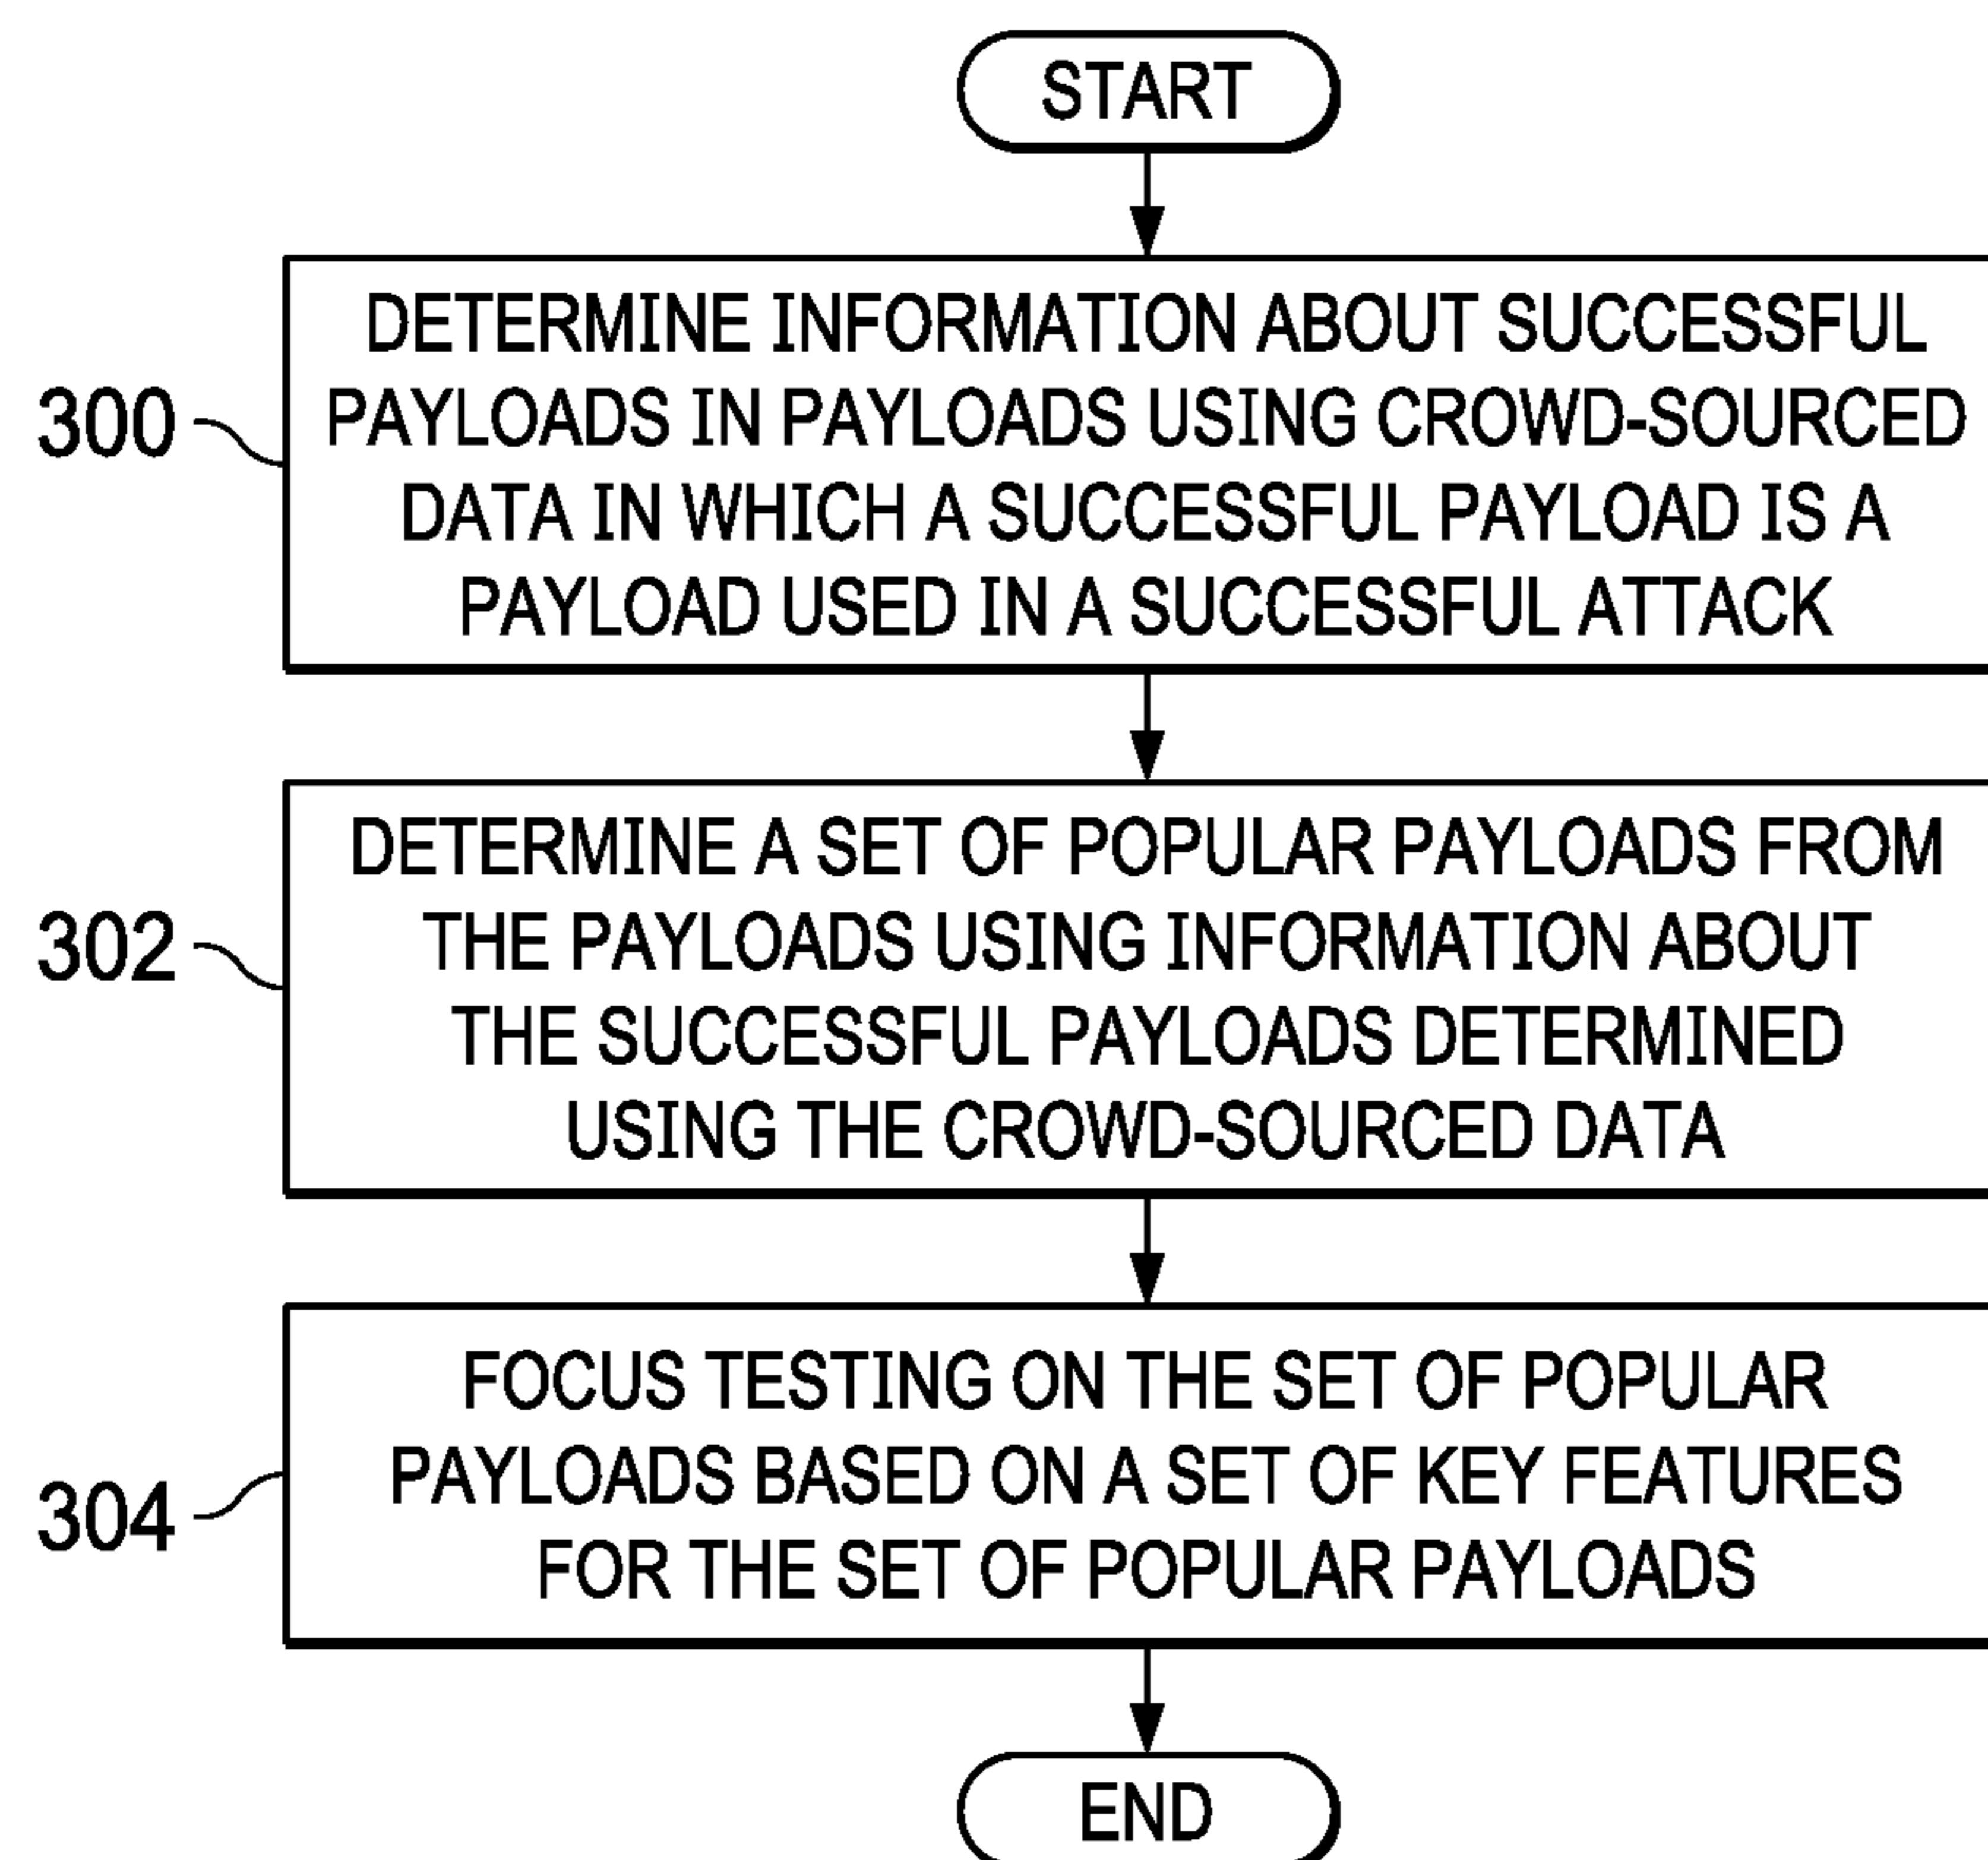 START
DETERMINE INFORMATION ABOUT SUCCESSFUL
PAYLOADS IN PAYLOADS USING CROWD-SOURCED
DATA IN WHICH A SUCCESSFUL PAYLOAD IS A
PAYLOAD USED IN A SUCCESSFUL ATTACK
300
DETERMINE A SET OF POPULAR PAYLOADS FROM
THE PAYLOADS USING INFORMATION ABOUT
THE SUCCESSFUL PAYLOADS DETERMINED
USING THE CROWD-SOURCED DATA
302
FOCUS TESTING ON THE SET OF POPULAR
PAYLOADS BASED ON A SET OF KEY FEATURES
FOR THE SET OF POPULAR PAYLOADS
304
END